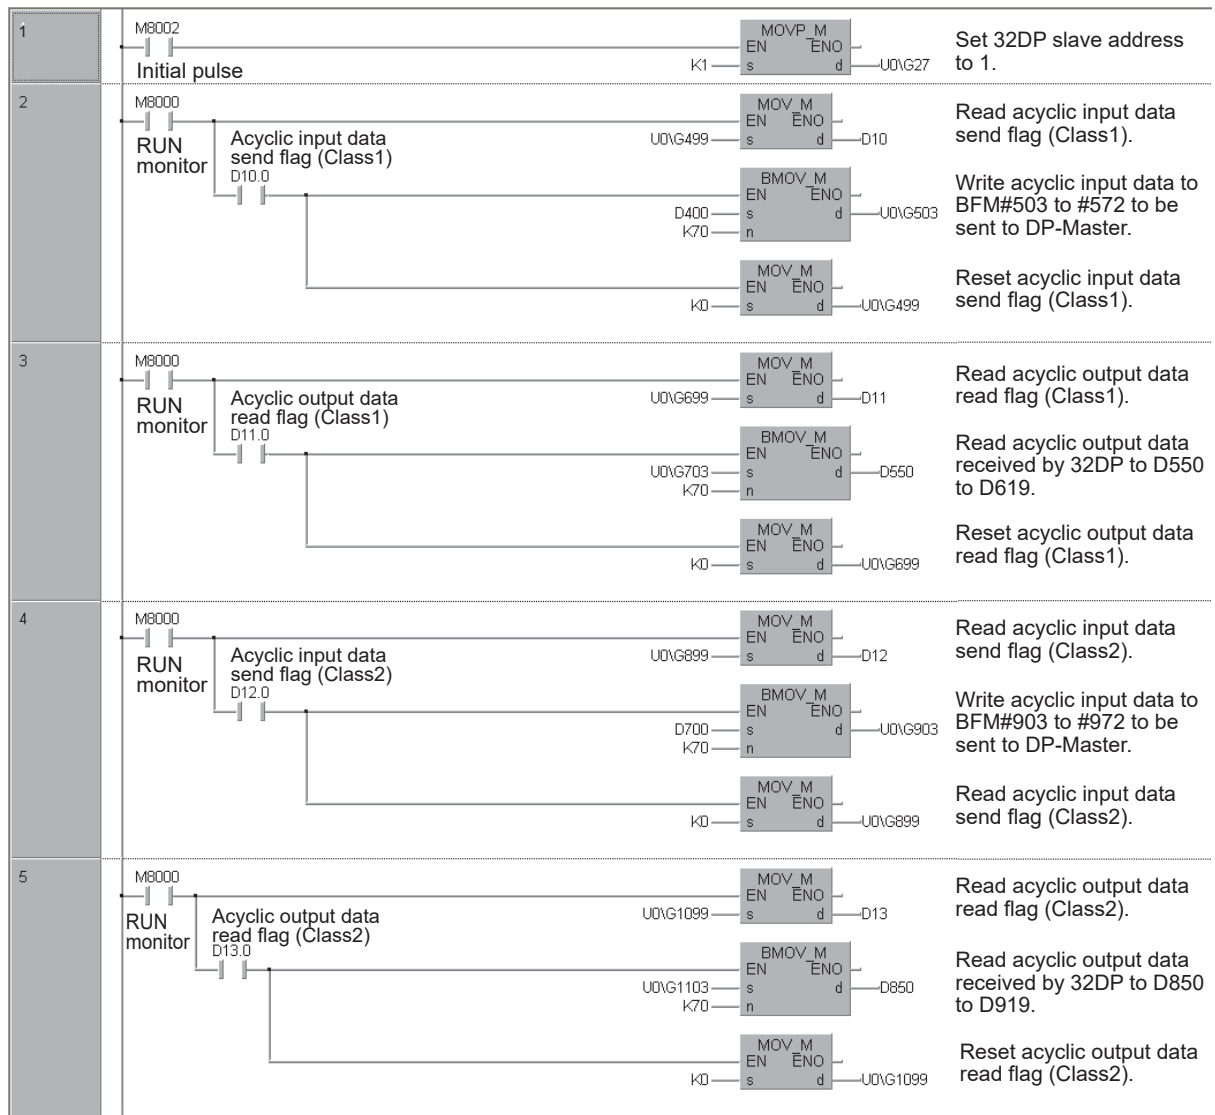 1
M8002
Initial pulse
MOVP_M
EN ENO
K1 s d U0\G27
Set 32DP slave address
to 1.
2
M8000
RUN
monitor
Acyclic input data
send flag (Class1)
D10.0
MOV_M
EN ENO
U0\G499 s d D10
Read acyclic input data
send flag (Class1).
BMOV_M
EN ENO
D400 s d U0\G503
K70 n
Write acyclic input data to
BFM#503 to #572 to be
sent to DP-Master.
MOV_M
EN ENO
K0 s d U0\G499
Reset acyclic input data
send flag (Class1).
3
M8000
RUN
monitor
Acyclic output data
read flag (Class1)
D11.0
MOV_M
EN ENO
U0\G699 s d D11
Read acyclic output data
read flag (Class1).
BMOV_M
EN ENO
U0\G703 s d D550
K70 n
Read acyclic output data
received by 32DP to D550
to D619.
MOV_M
EN ENO
K0 s d U0\G699
Reset acyclic output data
read flag (Class1).
4
M8000
RUN
monitor
Acyclic input data
send flag (Class2)
D12.0
MOV_M
EN ENO
U0\G899 s d D12
Read acyclic input data
send flag (Class2).
BMOV_M
EN ENO
D700 s d U0\G903
K70 n
Write acyclic input data to
BFM#903 to #972 to be
sent to DP-Master.
MOV_M
EN ENO
K0 s d U0\G899
Read acyclic input data
send flag (Class2).
5
M8000
RUN
monitor
Acyclic output data
read flag (Class2)
D13.0
MOV_M
EN ENO
U0\G1099 s d D13
Read acyclic output data
read flag (Class2).
BMOV_M
EN ENO
U0\G1103 s d D850
K70 n
Read acyclic output data
received by 32DP to D850
to D919.
MOV_M
EN ENO
K0 s d U0\G1099
Reset acyclic output data
read flag (Class2).